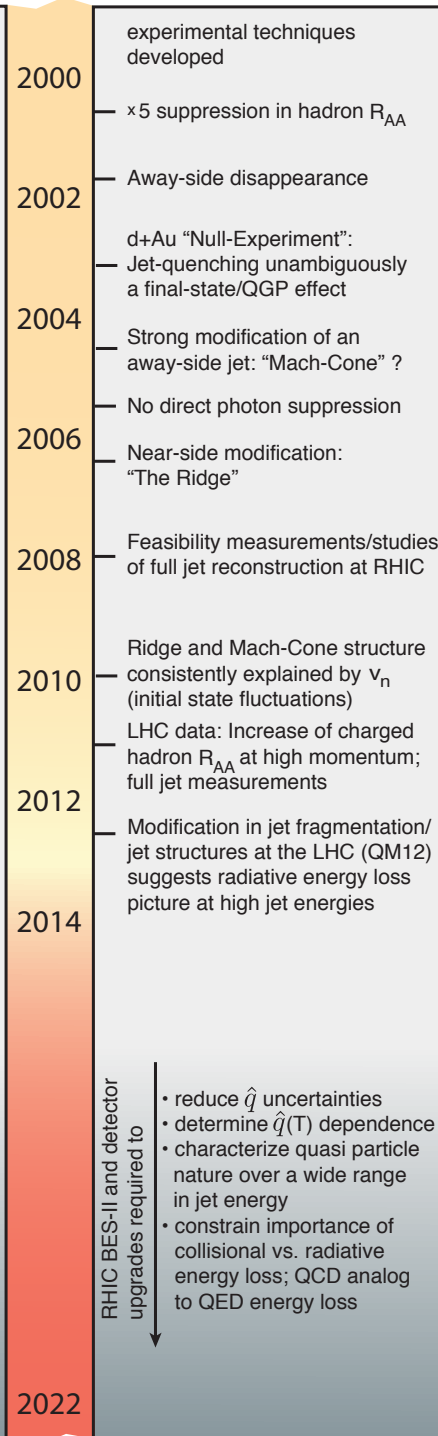 experimental techniques
developed
2000
×5 suppression in hadron R_AA
Away-side disappearance
2002
d+Au “Null-Experiment”:
Jet-quenching unambiguously
a final-state/QGP effect
2004
Strong modification of an
away-side jet: “Mach-Cone” ?
No direct photon suppression
2006
Near-side modification:
“The Ridge”
Feasibility measurements/studies
of full jet reconstruction at RHIC
2008
Ridge and Mach-Cone structure
consistently explained by v_n
(initial state fluctuations)
2010
LHC data: Increase of charged
hadron R_AA at high momentum;
full jet measurements
2012
Modification in jet fragmentation/
jet structures at the LHC (QM12)
suggests radiative energy loss
picture at high jet energies
2014
RHIC BES-II and detector
upgrades required to
• reduce q̂ uncertainties
• determine q̂(T) dependence
• characterize quasi particle
nature over a wide range
in jet energy
• constrain importance of
collisional vs. radiative
energy loss; QCD analog
to QED energy loss
2022